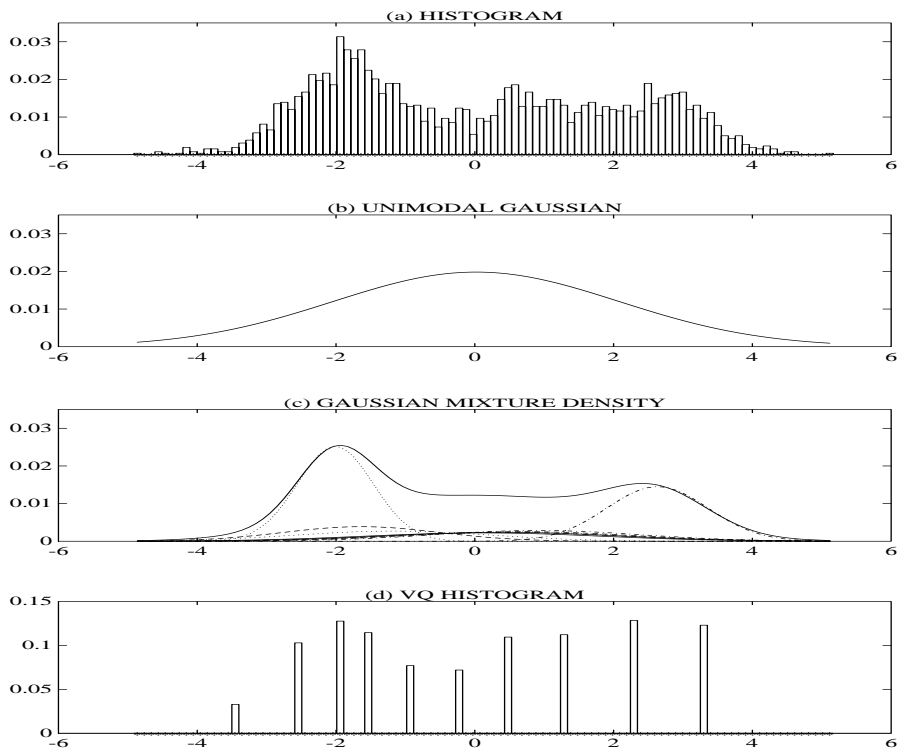 (a) HISTOGRAM
0.03
0.02
0.01
0
-6 -4 -2 0 2 4 6
(b) UNIMODAL GAUSSIAN
0.03
0.02
0.01
0
-6 -4 -2 0 2 4 6
(c) GAUSSIAN MIXTURE DENSITY
0.03
0.02
0.01
0
-6 -4 -2 0 2 4 6
(d) VQ HISTOGRAM
0.15
0.1
0.05
0
-6 -4 -2 0 2 4 6